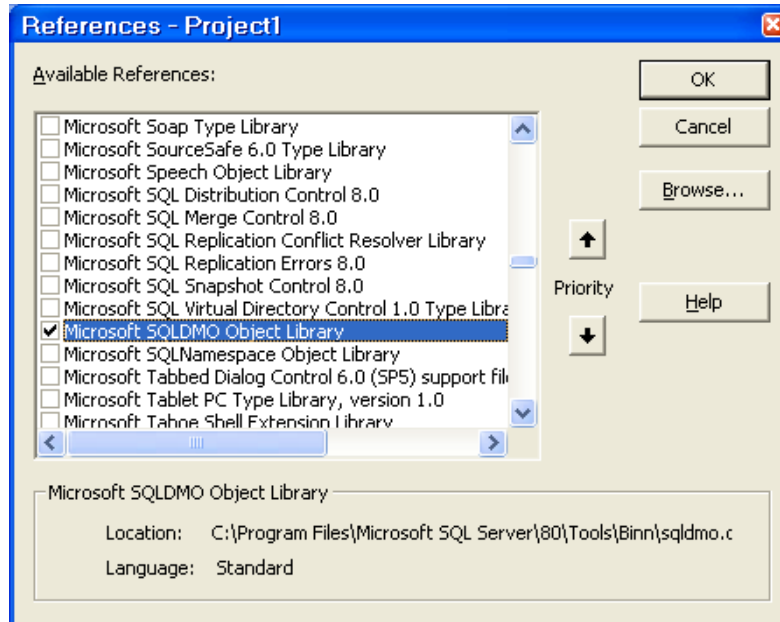 References - Project1
Available References:
OK
Microsoft Soap Type Library
Microsoft SourceSafe 6.0 Type Library
Cancel
Microsoft Speech Object Library
Microsoft SQL Distribution Control 8.0
Browse...
Microsoft SQL Merge Control 8.0
Microsoft SQL Replication Conflict Resolver Library
Microsoft SQL Replication Errors 8.0
Microsoft SQL Snapshot Control 8.0
Priority
Microsoft SQL Virtual Directory Control 1.0 Type Libra
Help
Microsoft SQLDMO Object Library
Microsoft SQLNamespace Object Library
Microsoft Tabbed Dialog Control 6.0 (SP5) support fil
Microsoft Tablet PC Type Library, version 1.0
Microsoft Tahoe Shell Extension Library
Microsoft SQLDMO Object Library
Location: C:\Program Files\Microsoft SQL Server\80\Tools\Binn\sqldmo.c
Language: Standard